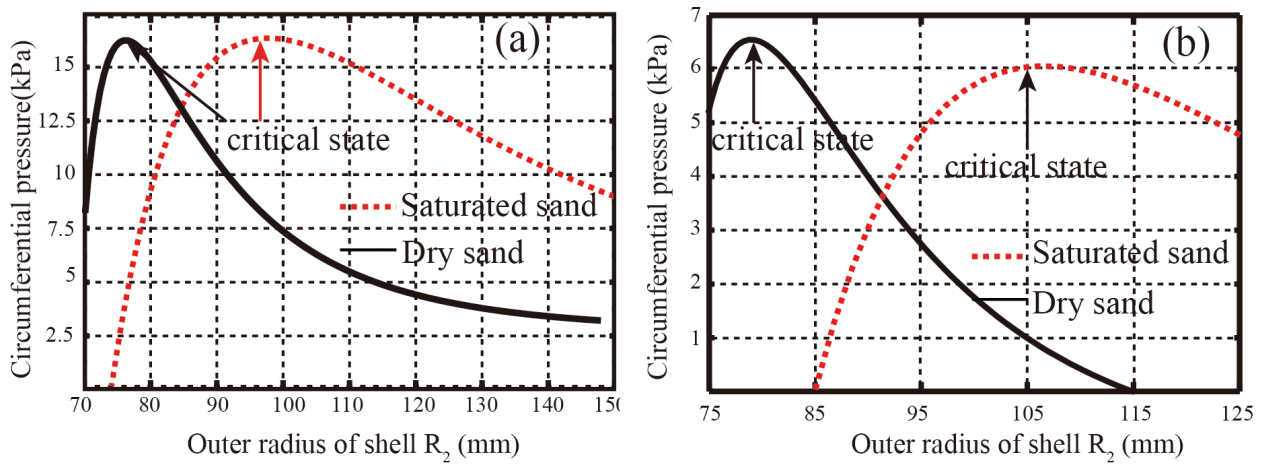 (a)
Circumferential pressure(kPa)
15
12.5
10
7.5
5
2.5
critical state
Saturated sand
Dry sand
70 80 90 100 110 120 130 140 150
Outer radius of shell R2 (mm)
(b)
Circumferential pressure (kPa)
7
6
5
4
3
2
1
critical state
critical state
Saturated sand
Dry sand
75 85 95 105 115 125
Outer radius of shell R2 (mm)